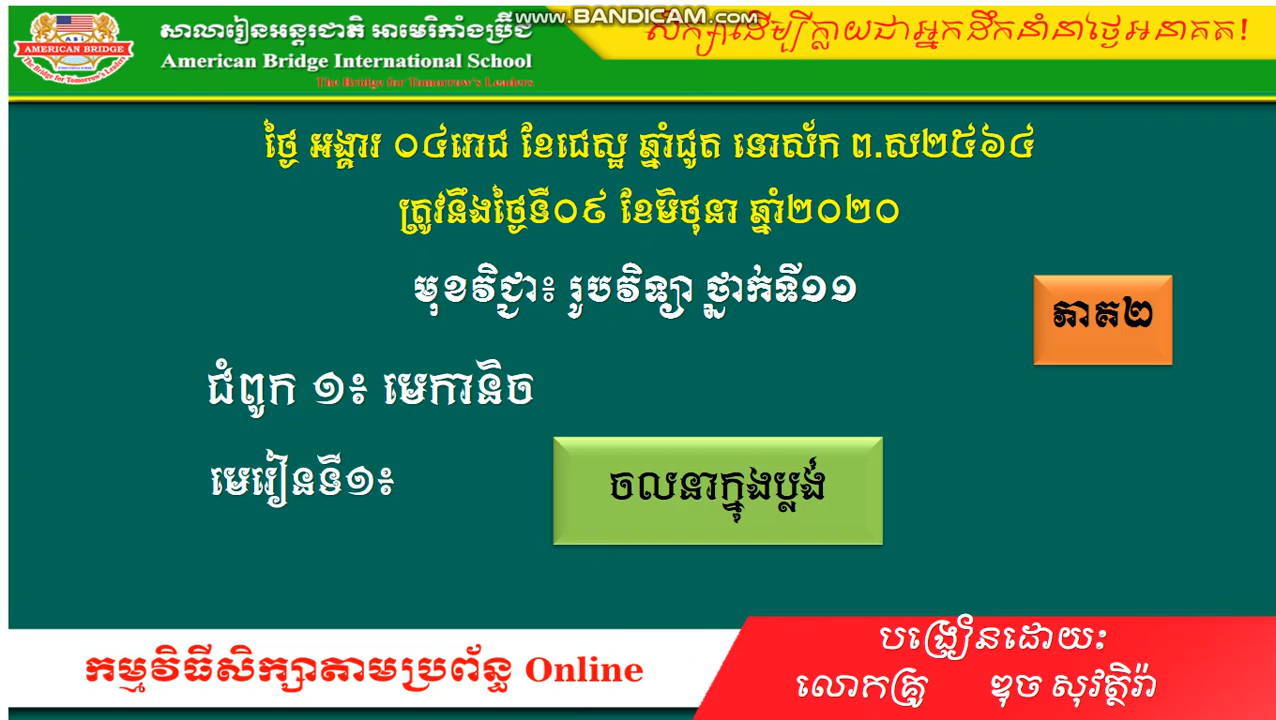 www.BANDICAM.com
AMERICAN BRIDGE
The Bridge for Tomorrow's Leaders
សាលារៀនអន្តរជាតិ អាមេរិកាំងប្រ៊ីជ
American Bridge International School
The Bridge for Tomorrow's Leaders
សិក្សាដើម្បីក្លាយជាអ្នកដឹកនាំនាថ្ងៃអនាគត!
ថ្ងៃ អង្គារ ០៤រោជ ខែជេស្ឋ ឆ្នាំជូត ទោស័ក ព.ស២៥៦៤
ត្រូវនឹងថ្ងៃទី០៩ ខែមិថុនា ឆ្នាំ២០២០
មុខវិជ្ជា៖ រូបវិទ្យា ថ្នាក់ទី១១
ភាគ២
ជំពូក ១៖ មេកានិច
មេរៀនទី១៖
ចលនាក្នុងប្លង់
កម្មវិធីសិក្សាតាមប្រព័ន្ធ Online
បង្រៀនដោយ:
លោកគ្រូ ឌុច សុវត្ថិរ៉ា